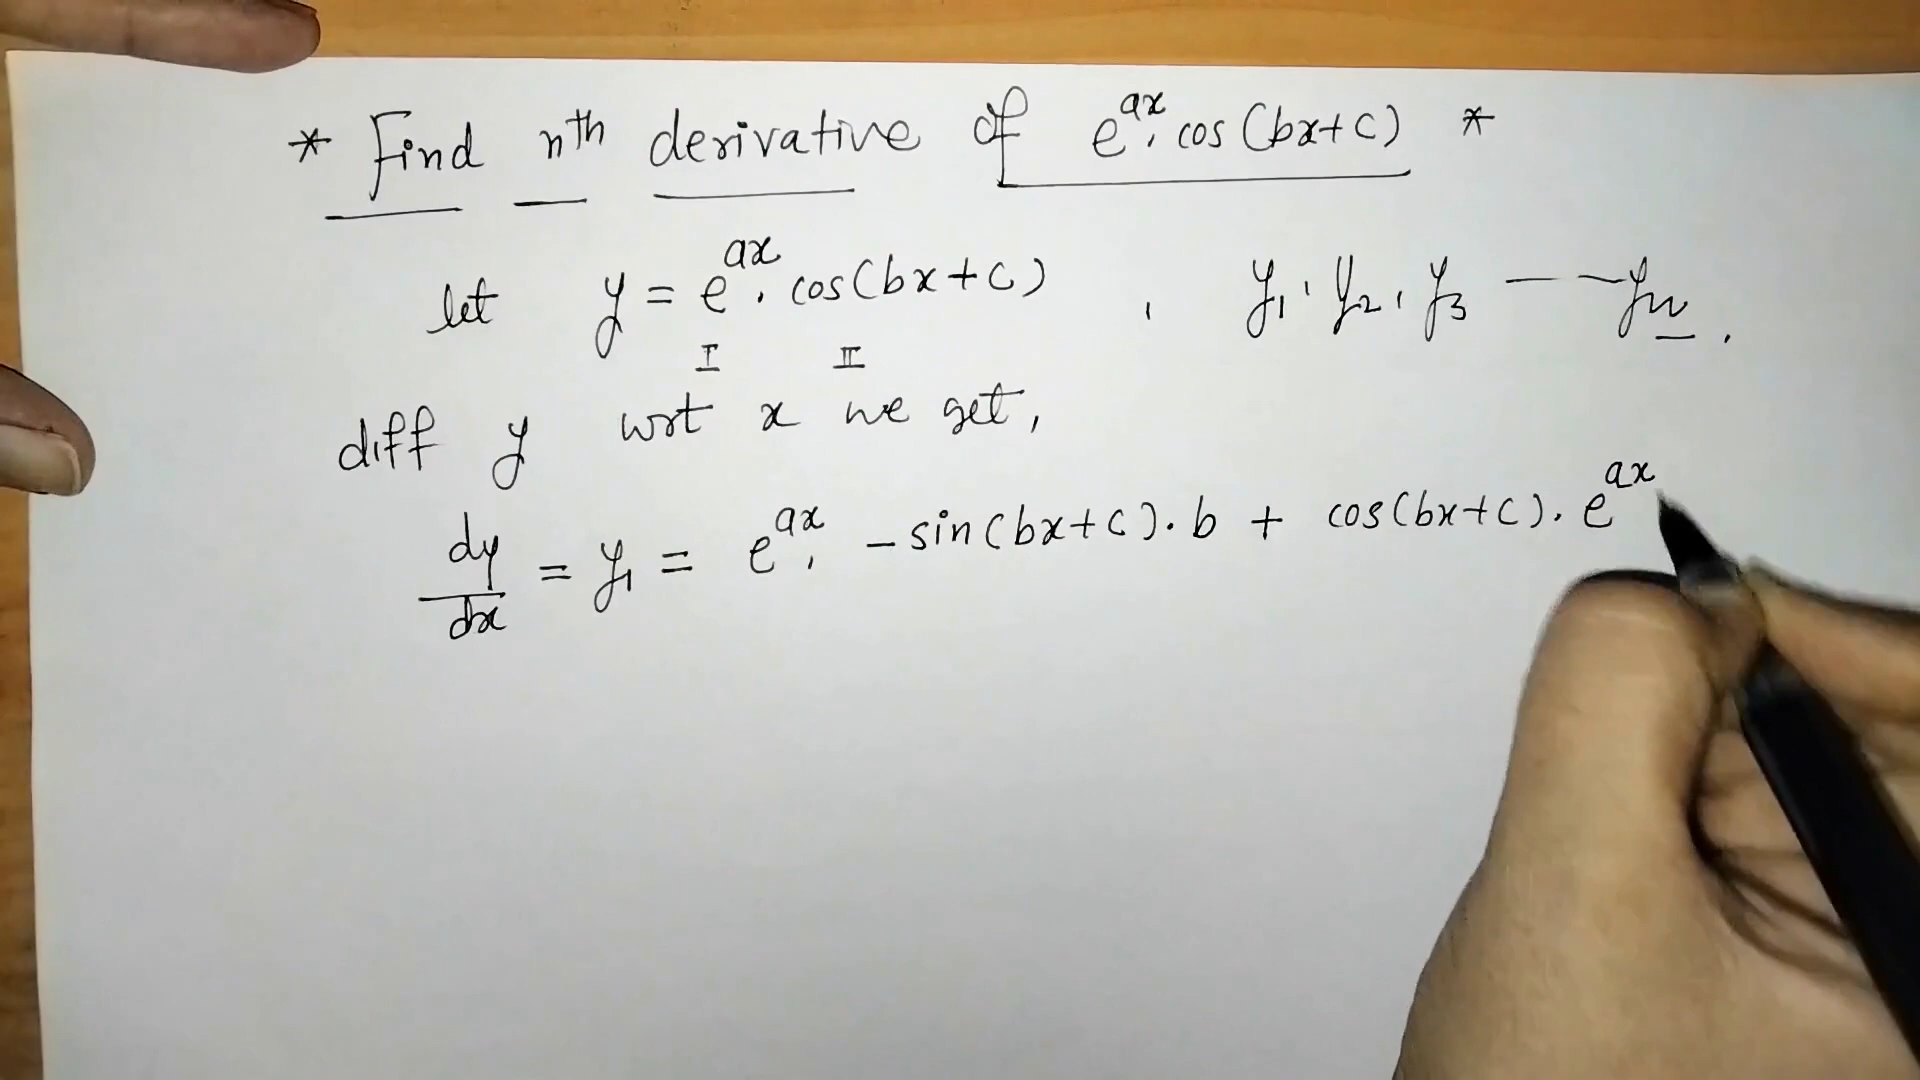 * Find nth derivative of e^ax . cos(bx+c) *
let y = e^ax . cos(bx+c) , y1, y2, y3 -- yn.
I II
diff y wrt x we get,
dy/dx = y1 = e^ax . -sin(bx+c).b + cos(bx+c).e^ax